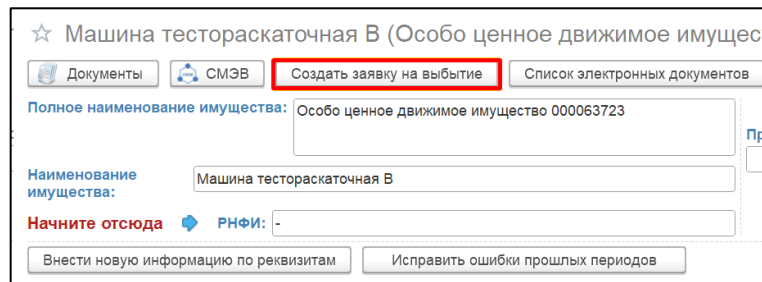 ☆ Машина тестораскаточная В (Особо ценное движимое имущес
Документы СМЭВ Создать заявку на выбытие Список электронных документов
Полное наименование имущества: Особо ценное движимое имущество 000063723
Пр
Наименование имущества: Машина тестораскаточная В
Начните отсюда РНФИ: -
Внести новую информацию по реквизитам Исправить ошибки прошлых периодов